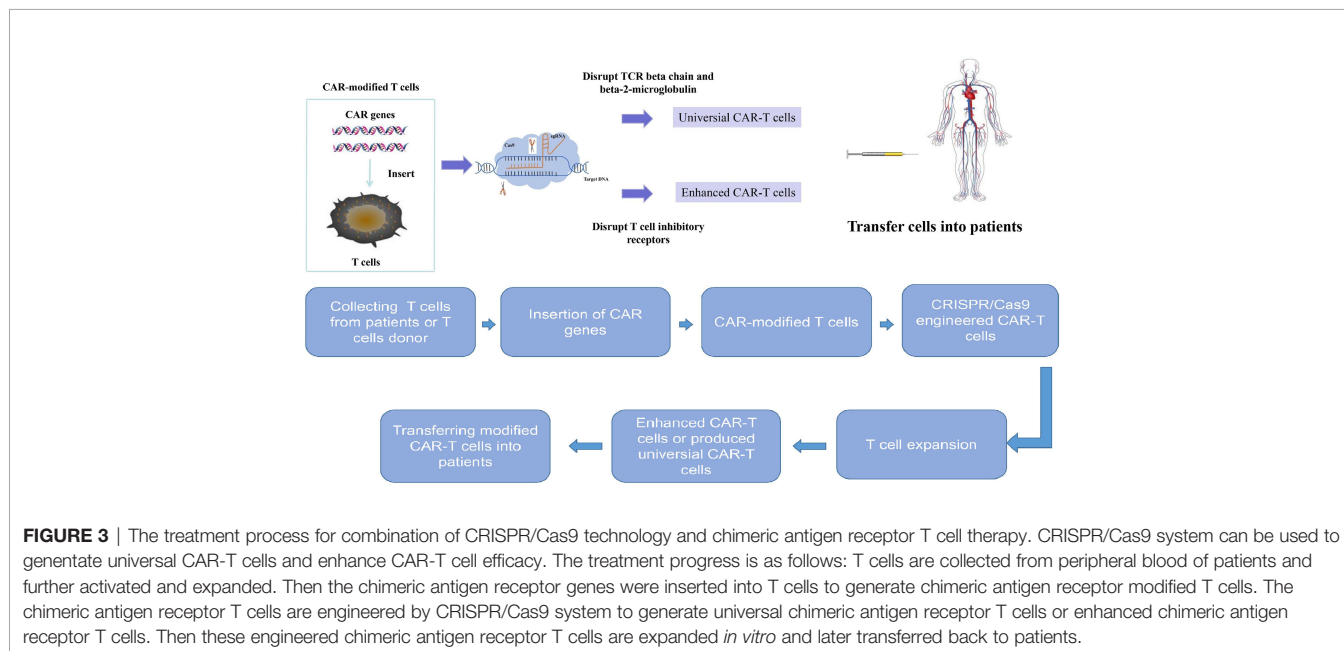 CAR-modified T cells
CAR genes
Insert
T cells
Cas9
sgRNA
Target DNA
Disrupt TCR beta chain and
beta-2-microglobulin
Universial CAR-T cells
Enhanced CAR-T cells
Disrupt T cell inhibitory
receptors
Transfer cells into patients
Collecting T cells
from patients or T
cells donor
Insertion of CAR
genes
CAR-modified T cells
CRISPR/Cas9
engineered CAR-T
cells
Transferring modified
CAR-T cells into
patients
Enhanced CAR-T
cells or produced
universal CAR-T
cells
T cell expansion
FIGURE 3 | The treatment process for combination of CRISPR/Cas9 technology and chimeric antigen receptor T cell therapy. CRISPR/Cas9 system can be used to
genentate universal CAR-T cells and enhance CAR-T cell efficacy. The treatment progress is as follows: T cells are collected from peripheral blood of patients and
further activated and expanded. Then the chimeric antigen receptor genes were inserted into T cells to generate chimeric antigen receptor modified T cells. The
chimeric antigen receptor T cells are engineered by CRISPR/Cas9 system to generate universal chimeric antigen receptor T cells or enhanced chimeric antigen
receptor T cells. Then these engineered chimeric antigen receptor T cells are expanded in vitro and later transferred back to patients.